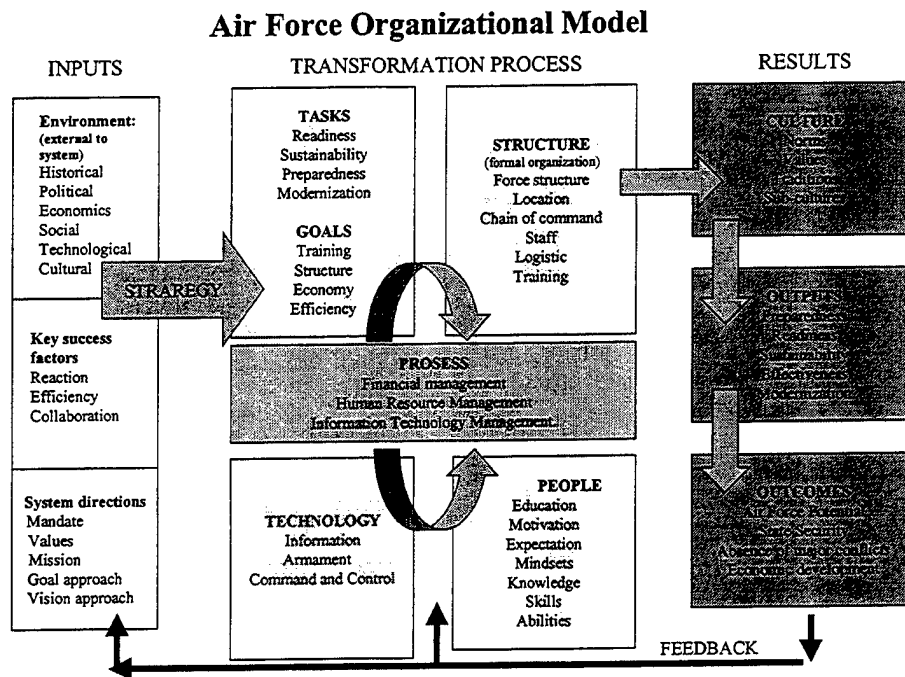 Air Force Organizational Model
INPUTS
TRANSFORMATION PROCESS
RESULTS
Environment:
(external to
system)
Historical
Political
Economics
Social
Technological
Cultural
Key success
factors
Reaction
Efficiency
Collaboration
System directions
Mandate
Values
Mission
Goal approach
Vision approach
STRAREGY
TASKS
Readiness
Sustainability
Preparedness
Modernization
GOALS
Training
Structure
Economy
Efficiency
STRUCTURE
(formal organization)
Force structure
Location
Chain of command
Staff
Logistic
Training
PROSESS
Financial management
Human Resource Management
Information Technology Management
TECHNOLOGY
Information
Armament
Command and Control
PEOPLE
Education
Motivation
Expectation
Mindsets
Knowledge
Skills
Abilities
CULTURE
Sub-cultures
OUTPUTS
Effectiveness
Modernization
OUTCOMES
Air Force
Absence of major conflicts
Economic development
FEEDBACK